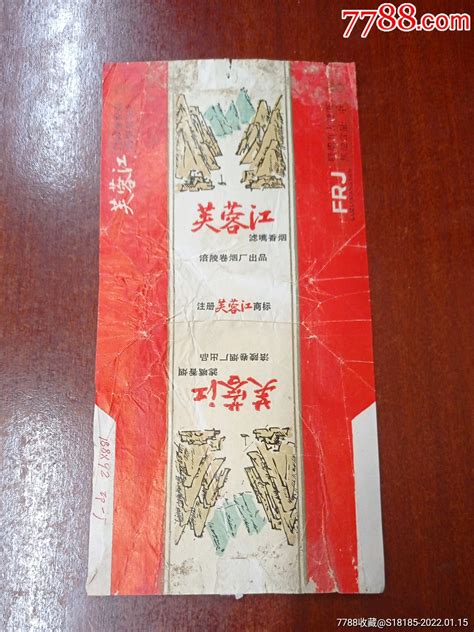 7788.com
芙蓉江
FRJ
芙蓉江
滤嘴香烟
涪陵卷烟厂出品
注册芙蓉江商标
涪陵卷烟厂出品
滤嘴香烟
芙蓉江
7788收藏@S18185-2022.01.15